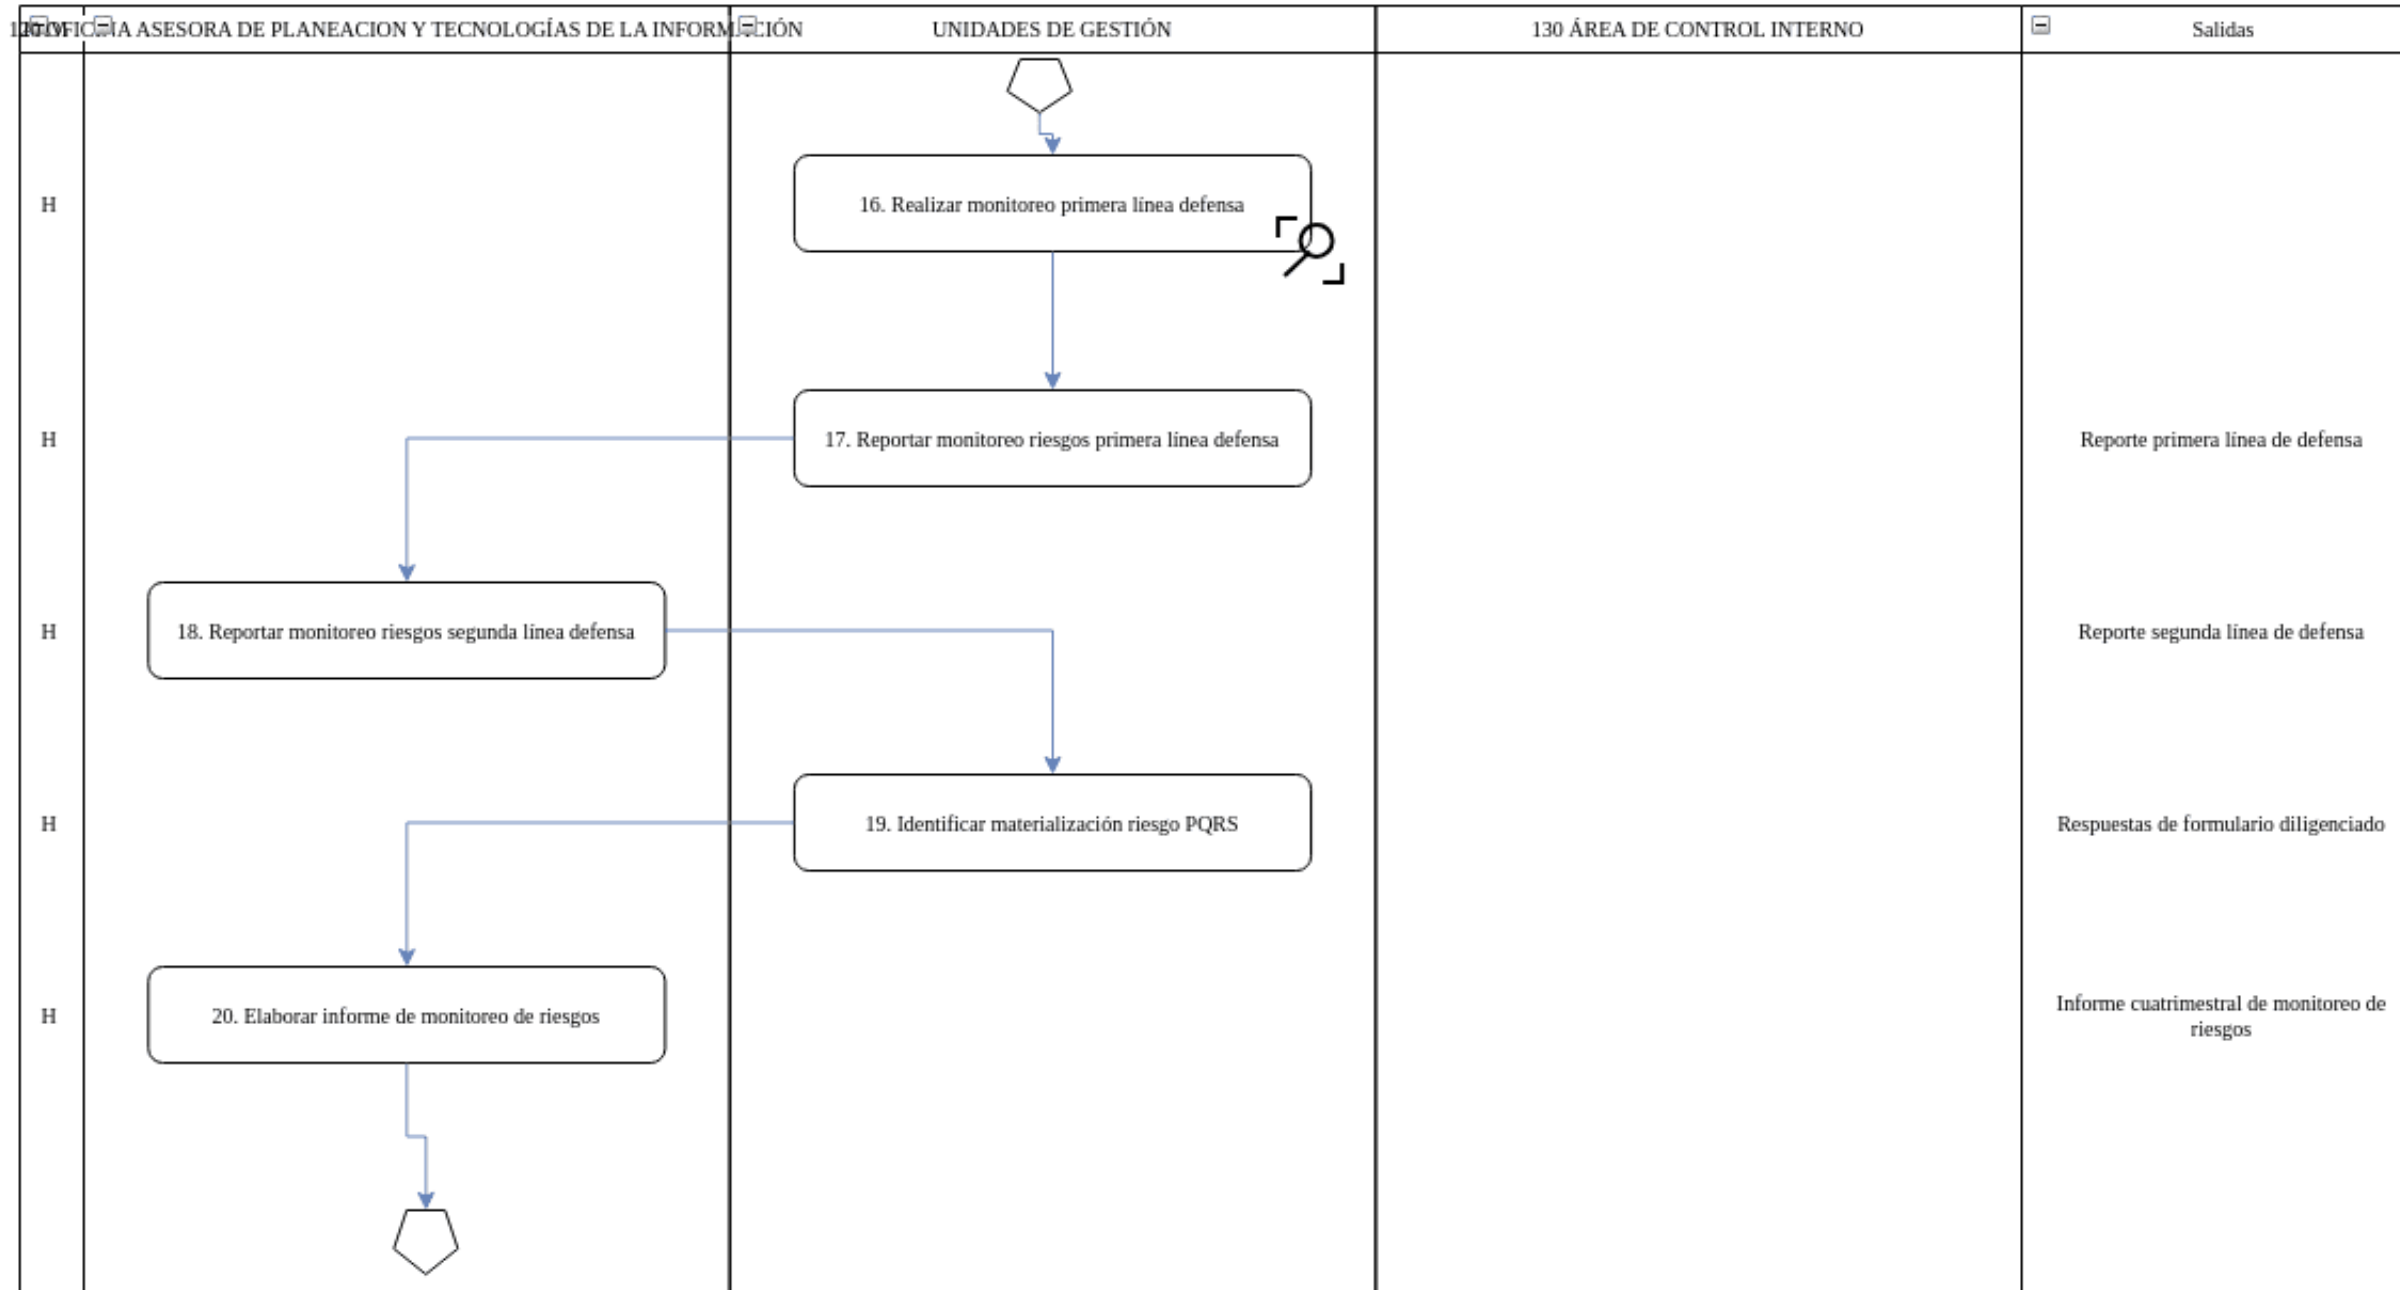 OFICINA ASESORA DE PLANEACION Y TECNOLOGÍAS DE LA INFORMACIÓN
UNIDADES DE GESTIÓN
130 ÁREA DE CONTROL INTERNO
Salidas
H
16. Realizar monitoreo primera línea defensa
H
17. Reportar monitoreo riesgos primera línea defensa
Reporte primera línea de defensa
H
18. Reportar monitoreo riesgos segunda línea defensa
Reporte segunda línea de defensa
H
19. Identificar materialización riesgo PQRS
Respuestas de formulario diligenciado
H
20. Elaborar informe de monitoreo de riesgos
Informe cuatrimestral de monitoreo de
riesgos